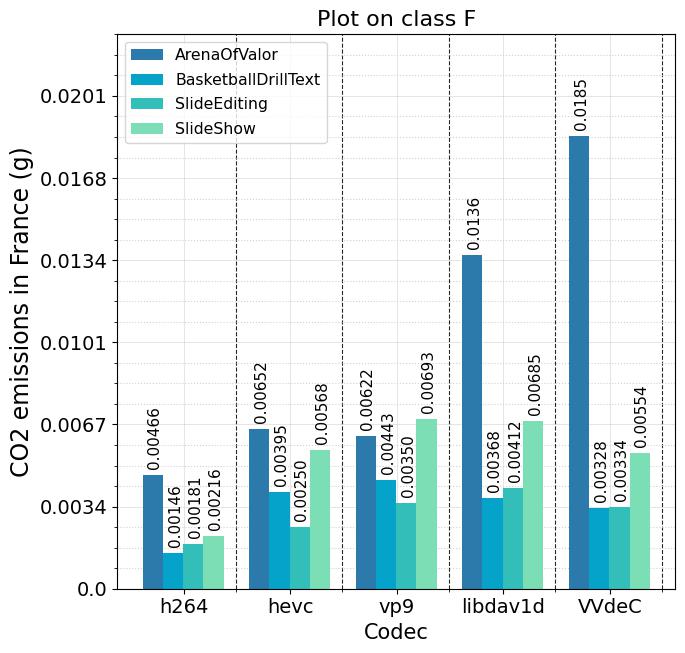 Plot on class F
ArenaOfValor
BasketballDrillText
SlideEditing
SlideShow
CO2 emissions in France (g)
0.0201
0.0168
0.0134
0.0101
0.0067
0.0034
0.0
0.00466
0.00146
0.00181
0.00216
0.00652
0.00395
0.00250
0.00568
0.00622
0.00443
0.00350
0.00693
0.0136
0.00368
0.00412
0.00685
0.0185
0.00328
0.00334
0.00554
h264
hevc
vp9
libdav1d
VVdeC
Codec